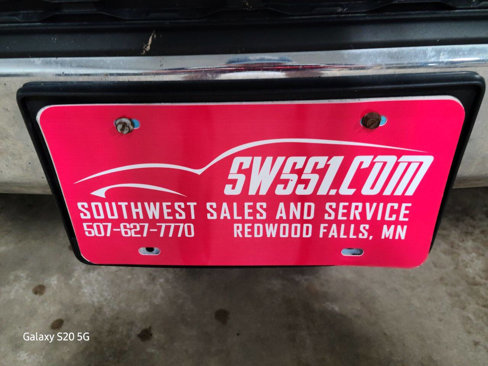 SWSS1.COM
SOUTHWEST SALES AND SERVICE
507-627-7770 REDWOOD FALLS, MN
Galaxy S20 5G